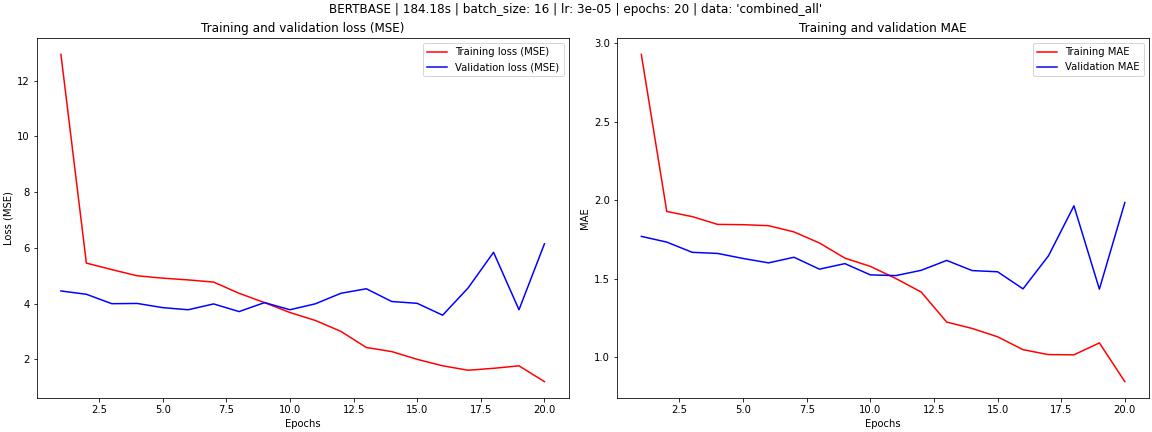 BERTBASE | 184.18s | batch_size: 16 | lr: 3e-05 | epochs: 20 | data: 'combined_all'
Training and validation loss (MSE)
Training loss (MSE)
Validation loss (MSE)
Loss (MSE)
12
10
8
6
4
2
2.5
5.0
7.5
10.0
12.5
15.0
17.5
20.0
Epochs
Training and validation MAE
Training MAE
Validation MAE
MAE
3.0
2.5
2.0
1.5
1.0
2.5
5.0
7.5
10.0
12.5
15.0
17.5
20.0
Epochs